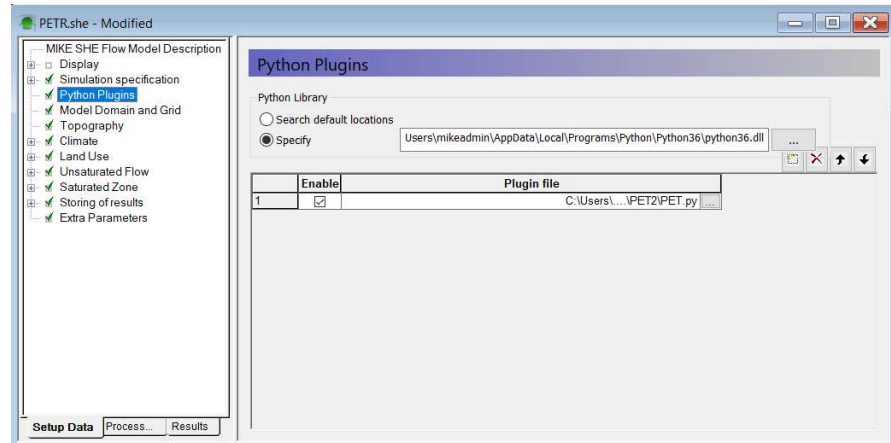 PETR.she - Modified
MIKE SHE Flow Model Description
Display
Simulation specification
Python Plugins
Model Domain and Grid
Topography
Climate
Land Use
Unsaturated Flow
Saturated Zone
Storing of results
Extra Parameters
Setup Data Process... Results
Python Plugins
Python Library
Search default locations
Specify Users\mikeadmin\AppData\Local\Programs\Python\Python36\python36.dll ...
Enable Plugin file
1 C:\Users\....\PET2\PET.py ...